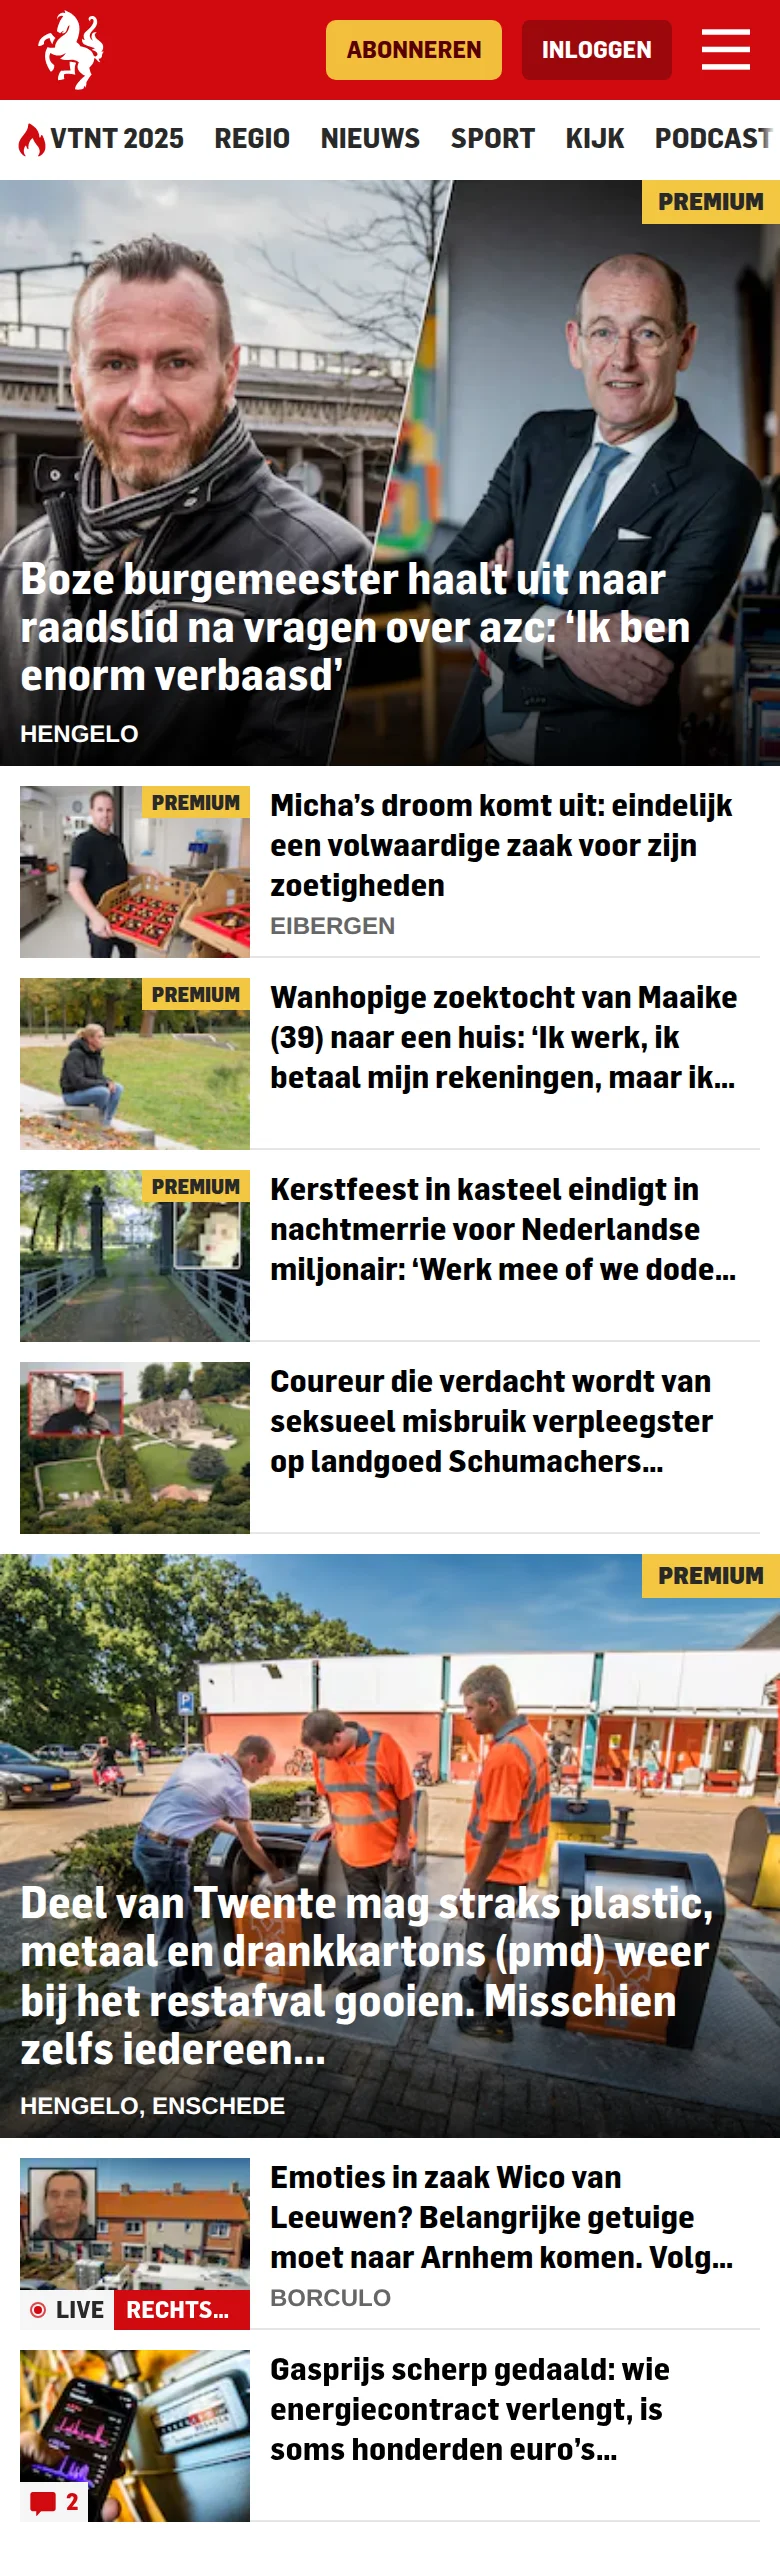 ABONNEREN
INLOGGEN
VTNT 2025 REGIO NIEUWS SPORT KIJK PODCAST
PREMIUM
Boze burgemeester haalt uit naar
raadslid na vragen over azc: ‘Ik ben
enorm verbaasd’
HENGELO
PREMIUM
Micha’s droom komt uit: eindelijk
een volwaardige zaak voor zijn
zoetigheden
EIBERGEN
PREMIUM
Wanhopige zoektocht van Maaike
(39) naar een huis: ‘Ik werk, ik
betaal mijn rekeningen, maar ik...
PREMIUM
Kerstfeest in kasteel eindigt in
nachtmerrie voor Nederlandse
miljonair: ‘Werk mee of we dode...
Coureur die verdacht wordt van
seksueel misbruik verpleegster
op landgoed Schumachers...
PREMIUM
P
Deel van Twente mag straks plastic,
metaal en drankkartons (pmd) weer
bij het restafval gooien. Misschien
zelfs iedereen...
HENGELO, ENSCHEDE
Emoties in zaak Wico van
Leeuwen? Belangrijke getuige
moet naar Arnhem komen. Volg...
BORCULO
LIVE RECHTS...
Gasprijs scherp gedaald: wie
energiecontract verlengt, is
soms honderden euro’s...
2